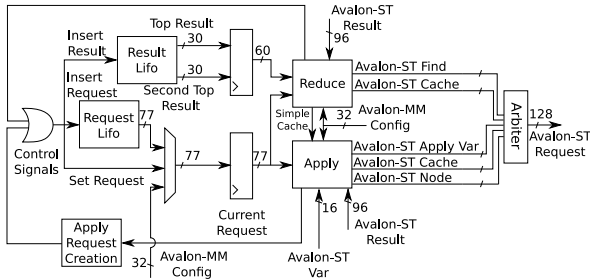 Top Result
Avalon-ST
Result
Insert
Result
30
96
Result
Lifo
60
Avalon-ST Find
Reduce
Avalon-ST Cache
Insert
Request
30
Second Top
Result
77
Simple
Cache
32
Avalon-MM
Config
Arbiter
128
Avalon-ST
Request
Request
Lifo
Control
Signals
77
77
Avalon-ST Apply Var
Apply
Avalon-ST Cache
Avalon-ST Node
Set Request
Current
Request
16
96
Avalon-ST
Result
Apply
Request
Creation
32
Avalon-MM
Config
Avalon-ST
Var